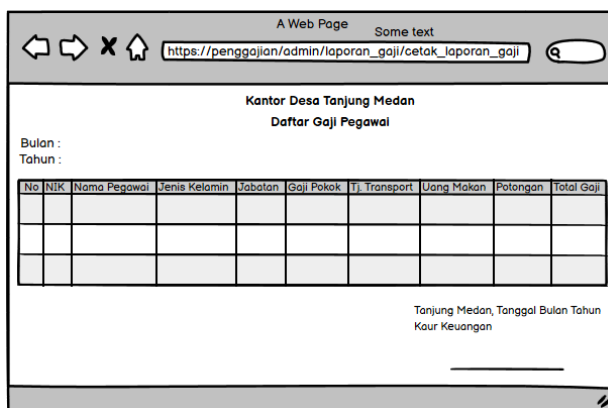 A Web Page
Some text
https://penggajian/admin/laporan_gaji/cetak_laporan_gaji
Kantor Desa Tanjung Medan
Daftar Gaji Pegawai
Bulan :
Tahun :
No NIK Nama Pegawai Jenis Kelamin Jabatan Gaji Pokok Tj. Transport Uang Makan Potongan Total Gaji
Tanjung Medan, Tanggal Bulan Tahun
Kaur Keuangan